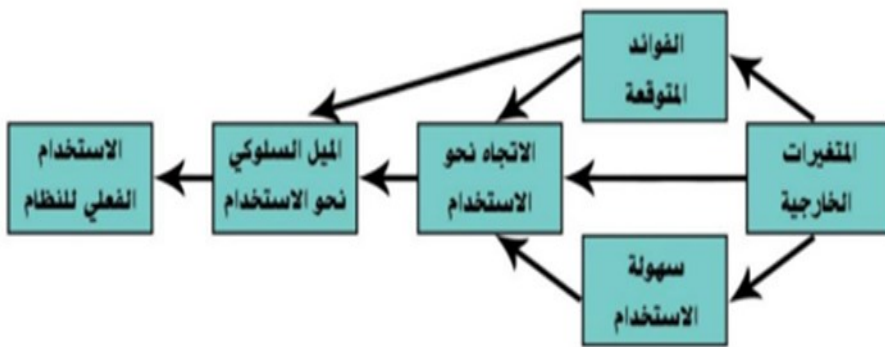 الفوائد
المتوقعة
المتغيرات
الخارجية
الاتجاه نحو
الاستخدام
الميل السلوكي
نحو الاستخدام
الاستخدام
الفعلي للنظام
سهولة
الاستخدام